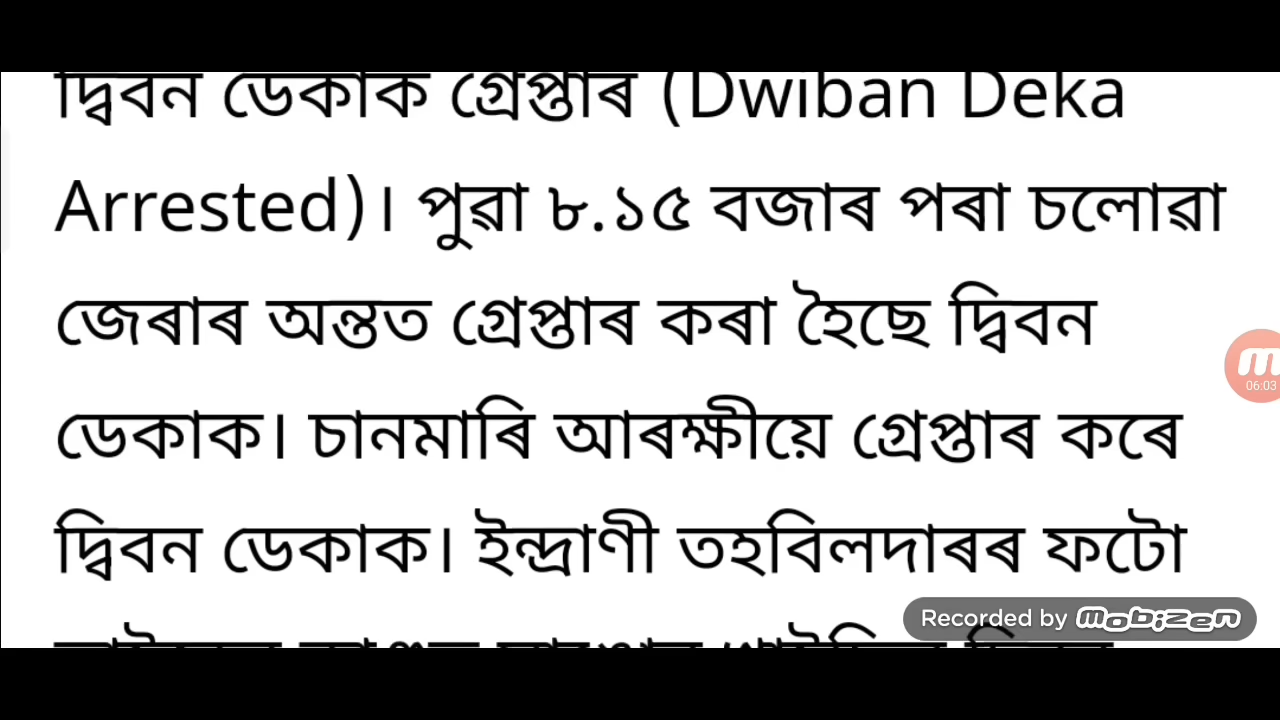 দ্বিবন ডেকাক গ্ৰেপ্তাৰ (Dwiban Deka
Arrested)। পুৱা ৮.১৫ বজাৰ পৰা চলোৱা
জেৰাৰ অন্তত গ্ৰেপ্তাৰ কৰা হৈছে দ্বিবন
ডেকাক। চানমাৰি আৰক্ষীয়ে গ্ৰেপ্তাৰ কৰে
দ্বিবন ডেকাক। ইন্দ্ৰাণী তহবিলদাৰৰ ফটো
06:03
Recorded by mobizen